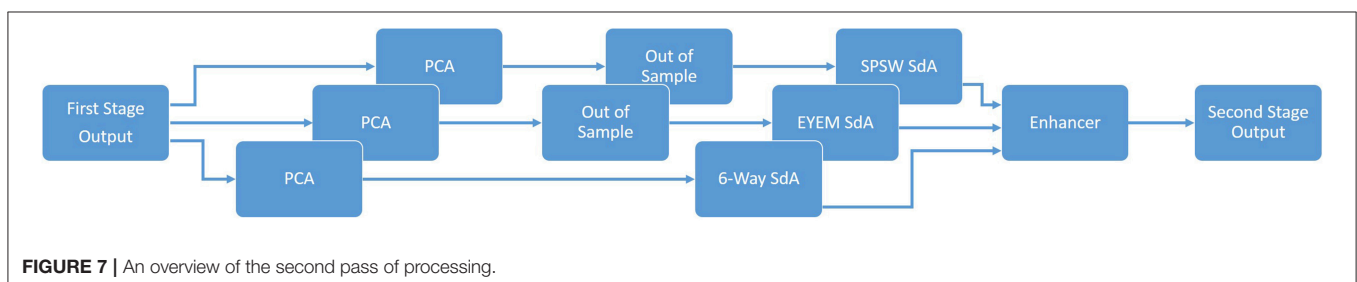 PCA
Out of
Sample
SPSW SdA
First Stage
Output
PCA
Out of
Sample
EYEM SdA
Enhancer
Second Stage
Output
PCA
6-Way SdA
FIGURE 7 | An overview of the second pass of processing.